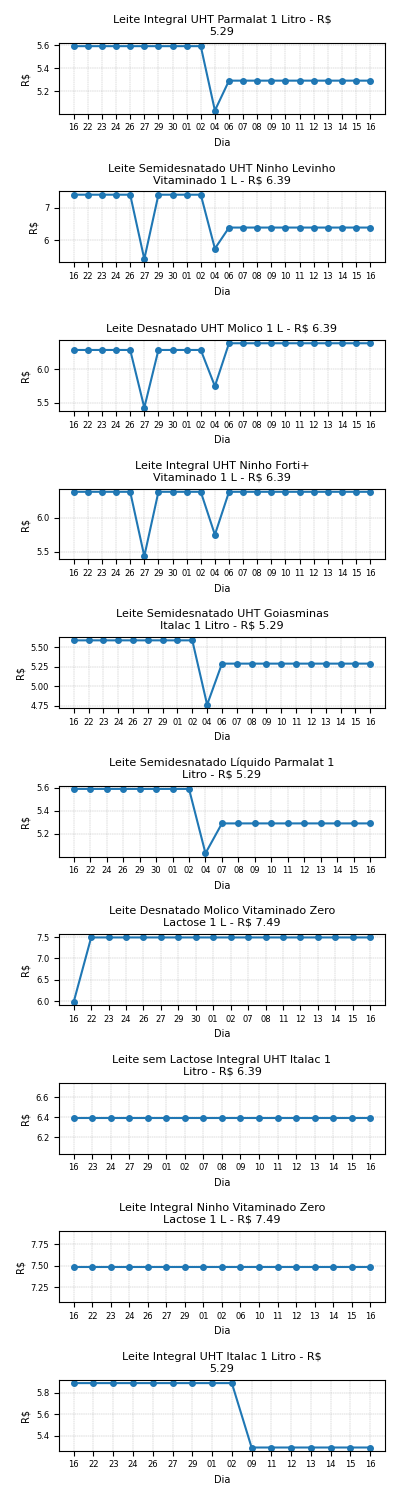 Leite Integral UHT Parmalat 1 Litro - R$
5.29
5.6
5.4
5.2
R$
16 22 23 24 26 27 29 30 01 02 04 06 07 08 09 10 11 12 13 14 15 16
Dia
Leite Semidesnatado UHT Ninho Levinho
Vitaminado 1 L - R$ 6.39
7
6
R$
16 22 23 24 26 27 29 30 01 02 04 06 07 08 09 10 11 12 13 14 15 16
Dia
Leite Desnatado UHT Molico 1 L - R$ 6.39
6.0
5.5
R$
16 22 23 24 26 27 29 30 01 02 04 06 07 08 09 10 11 12 13 14 15 16
Dia
Leite Integral UHT Ninho Forti+
Vitaminado 1 L - R$ 6.39
6.0
5.5
R$
16 22 23 24 26 27 29 30 01 02 04 06 07 08 09 10 11 12 13 14 15 16
Dia
Leite Semidesnatado UHT Goiasminas
Italac 1 Litro - R$ 5.29
5.50
5.25
5.00
4.75
R$
16 22 23 24 26 27 29 01 02 04 06 07 08 09 10 11 12 13 14 15 16
Dia
Leite Semidesnatado Líquido Parmalat 1
Litro - R$ 5.29
5.6
5.4
5.2
R$
16 22 24 26 29 30 01 02 04 07 08 09 10 11 12 13 14 15 16
Dia
Leite Desnatado Molico Vitaminado Zero
Lactose 1 L - R$ 7.49
7.5
7.0
6.5
6.0
R$
16 22 23 24 26 27 29 30 01 02 07 08 11 12 13 14 15 16
Dia
Leite sem Lactose Integral UHT Italac 1
Litro - R$ 6.39
6.6
6.4
6.2
R$
16 23 24 27 29 01 02 07 08 09 10 11 12 13 14 15 16
Dia
Leite Integral Ninho Vitaminado Zero
Lactose 1 L - R$ 7.49
7.75
7.50
7.25
R$
16 22 23 24 26 27 29 01 02 06 10 11 12 13 14 15 16
Dia
Leite Integral UHT Italac 1 Litro - R$
5.29
5.8
5.6
5.4
R$
16 22 23 24 26 27 29 01 02 09 11 12 13 14 15 16
Dia